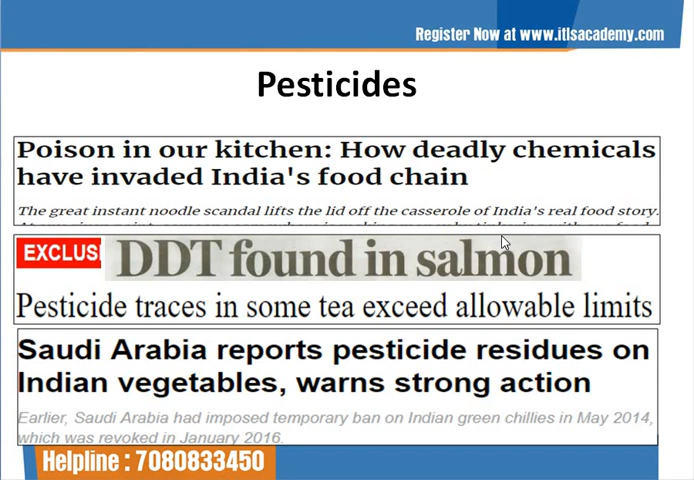 Register Now at www.itlsacademy.com
Pesticides
Poison in our kitchen: How deadly chemicals
have invaded India's food chain
The great instant noodle scandal lifts the lid off the casserole of India's real food story.
DDT found in salmon
Pesticide traces in some tea exceed allowable limits
Saudi Arabia reports pesticide residues on
Indian vegetables, warns strong action
Earlier, Saudi Arabia had imposed temporary ban on Indian green chillies in May 2014,
which was revoked in January 2016.
Helpline : 7080833450